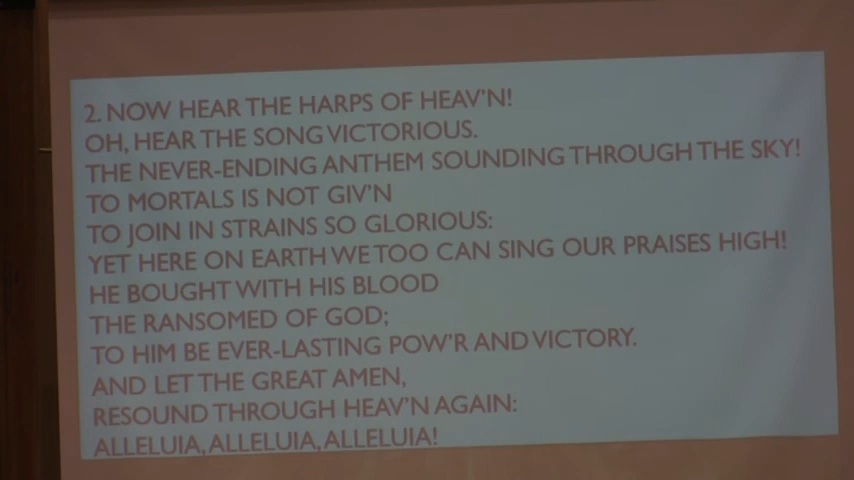 2. NOW HEAR THE HARPS OF HEAV'N!
OH, HEAR THE SONG VICTORIOUS.
THE NEVER-ENDING ANTHEM SOUNDING THROUGH THE SKY!
TO MORTALS IS NOT GIV'N
TO JOIN IN STRAINS SO GLORIOUS:
YET HERE ON EARTH WE TOO CAN SING OUR PRAISES HIGH!
HE BOUGHT WITH HIS BLOOD
THE RANSOMED OF GOD;
TO HIM BE EVER-LASTING POW'R AND VICTORY.
AND LET THE GREAT AMEN,
RESOUND THROUGH HEAV'N AGAIN:
ALLELUIA, ALLELUIA, ALLELUIA!